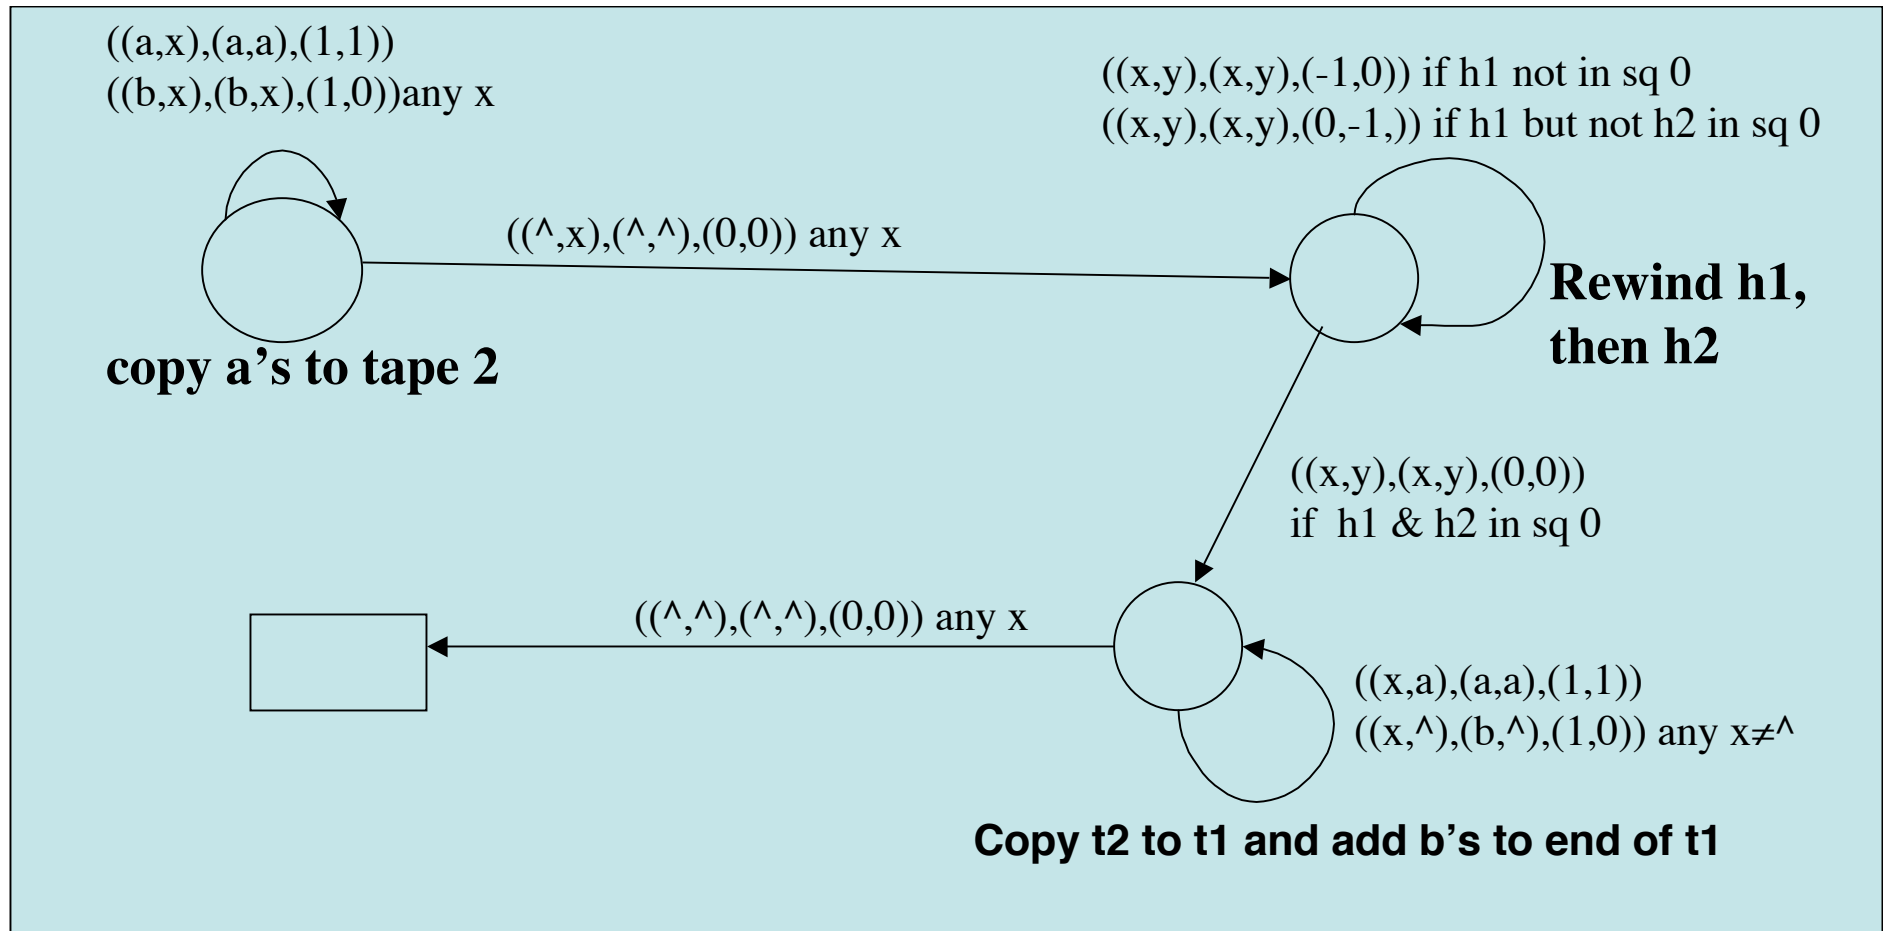 ((a,x),(a,a),(1,1))
((b,x),(b,x),(1,0))any x
((x,y),(x,y),(-1,0)) if h1 not in sq 0
((x,y),(x,y),(0,-1,)) if h1 but not h2 in sq 0
((^,x),(^,^),(0,0)) any x
Rewind h1,
then h2
copy a’s to tape 2
((x,y),(x,y),(0,0))
if  h1 & h2 in sq 0
((^,^),(^,^),(0,0)) any x
((x,a),(a,a),(1,1))
((x,^),(b,^),(1,0)) any x≠^
Copy t2 to t1 and add b’s to end of t1